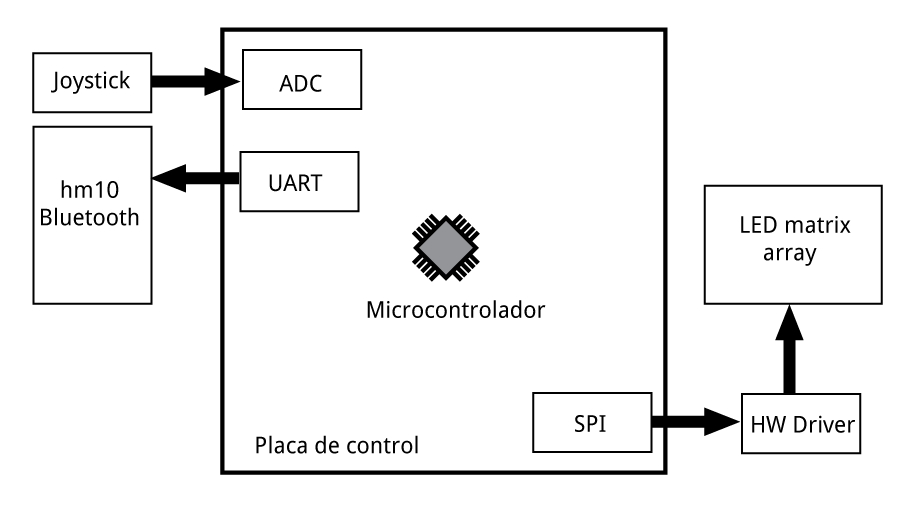 Joystick
ADC
UART
hm10
Bluetooth
Microcontrolador
LED matrix
array
SPI
HW Driver
Placa de control